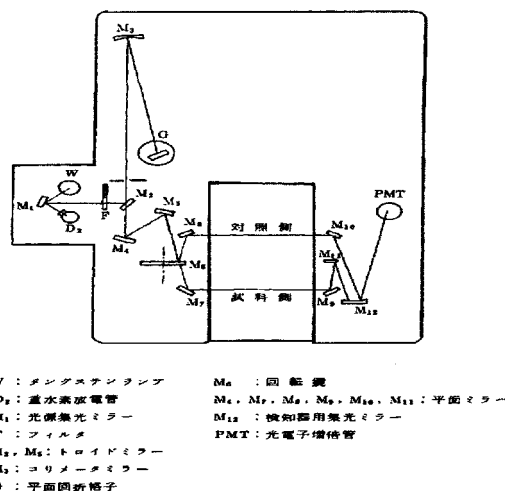 M₃
G
W
M₁
D₂
F
M₂
M₄
M₅
M₈
M₆
M₇
対照側
試料側
M₁₀
M₁₁
M₉
M₁₂
PMT
W : タングステンランプ
D₂ : 重水素放電管
M₁ : 光源集光ミラー
F : フィルタ
M₂, M₅ : トロイドミラー
M₃ : コリメータミラー
G : 平面回折格子
M₆ : 回転鏡
M₄, M₇, M₈, M₉, M₁₀, M₁₁ : 平面ミラー
M₁₂ : 検知器用集光ミラー
PMT : 光電子増倍管